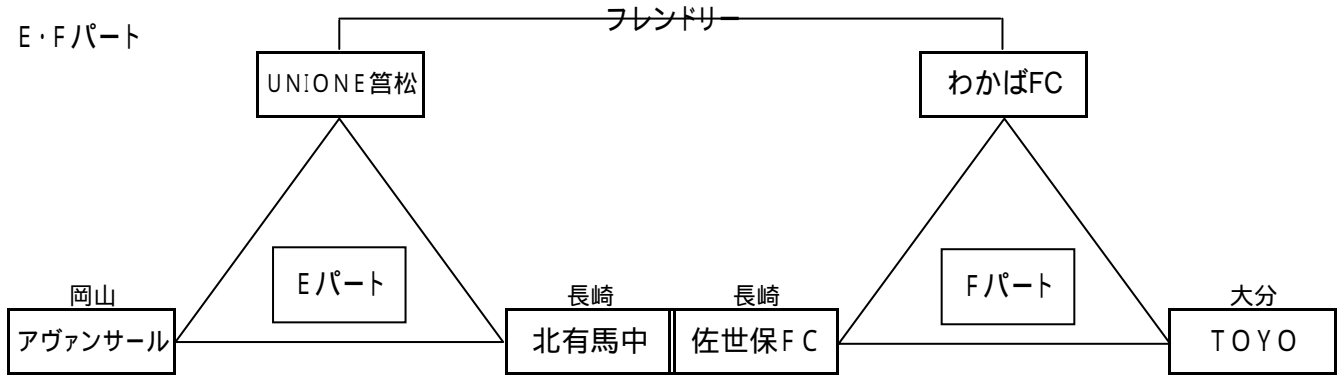 フレンドリー
E・Fパート
UNIONE筥松
わかばFC
Eパート
Fパート
岡山
長崎
長崎
大分
アヴァンサール
北有馬中
佐世保FC
TOYO